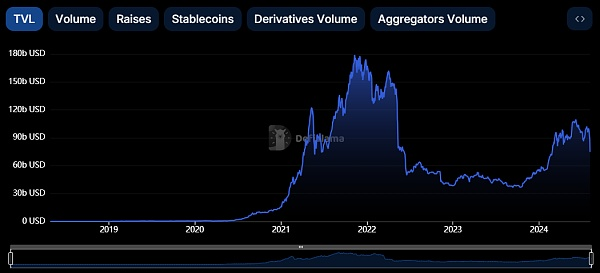 TVL Volume Raises Stablecoins Derivatives Volume Aggregators Volume
180b USD
150b USD
120b USD
90b USD
60b USD
30b USD
0 USD
DefiLlama
2019 2020 2021 2022 2023 2024